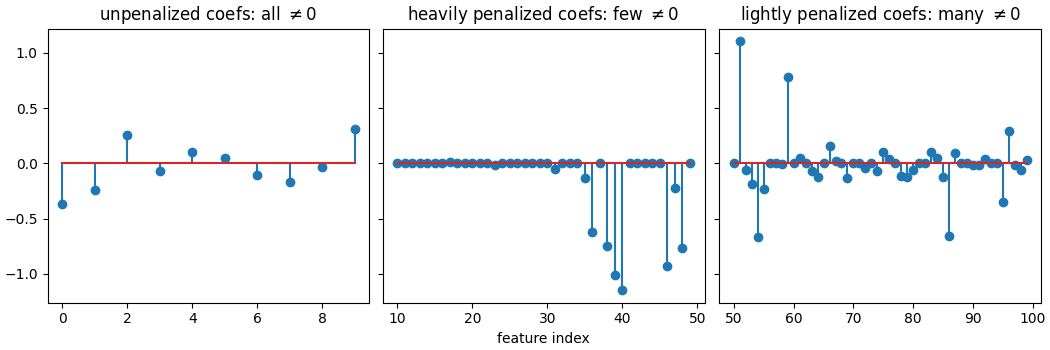 unpenalized coefs: all ≠0
heavily penalized coefs: few ≠0
lightly penalized coefs: many ≠0
1.0
0.5
0.0
−0.5
−1.0
0 2 4 6 8
10 20 30 40 50
50 60 70 80 90 100
feature index